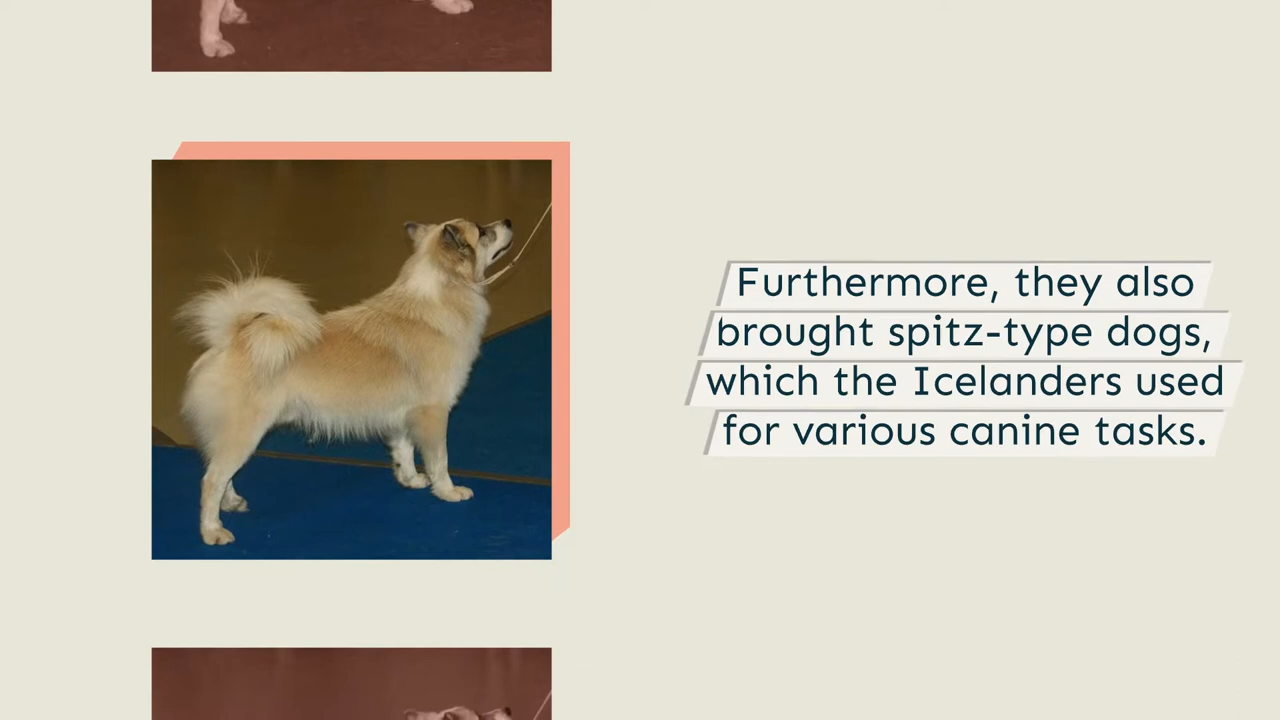 Furthermore, they also
brought spitz-type dogs,
which the Icelanders used
for various canine tasks.